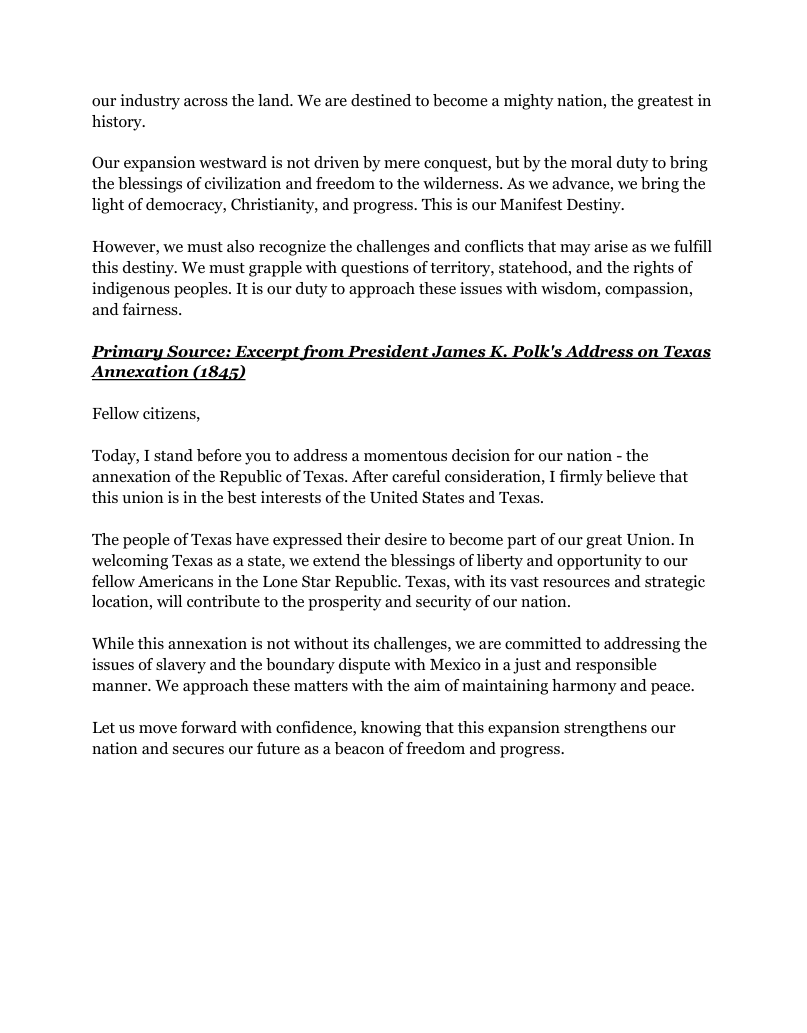 our industry across the land. We are destined to become a mighty nation, the greatest in
history.
Our expansion westward is not driven by mere conquest, but by the moral duty to bring
the blessings of civilization and freedom to the wilderness. As we advance, we bring the
light of democracy, Christianity, and progress. This is our Manifest Destiny.
However, we must also recognize the challenges and conflicts that may arise as we fulfill
this destiny. We must grapple with questions of territory, statehood, and the rights of
indigenous peoples. It is our duty to approach these issues with wisdom, compassion,
and fairness.
Primary Source: Excerpt from President James K. Polk's Address on Texas
Annexation (1845)
Fellow citizens,
Today, I stand before you to address a momentous decision for our nation - the
annexation of the Republic of Texas. After careful consideration, I firmly believe that
this union is in the best interests of the United States and Texas.
The people of Texas have expressed their desire to become part of our great Union. In
welcoming Texas as a state, we extend the blessings of liberty and opportunity to our
fellow Americans in the Lone Star Republic. Texas, with its vast resources and strategic
location, will contribute to the prosperity and security of our nation.
While this annexation is not without its challenges, we are committed to addressing the
issues of slavery and the boundary dispute with Mexico in a just and responsible
manner. We approach these matters with the aim of maintaining harmony and peace.
Let us move forward with confidence, knowing that this expansion strengthens our
nation and secures our future as a beacon of freedom and progress.